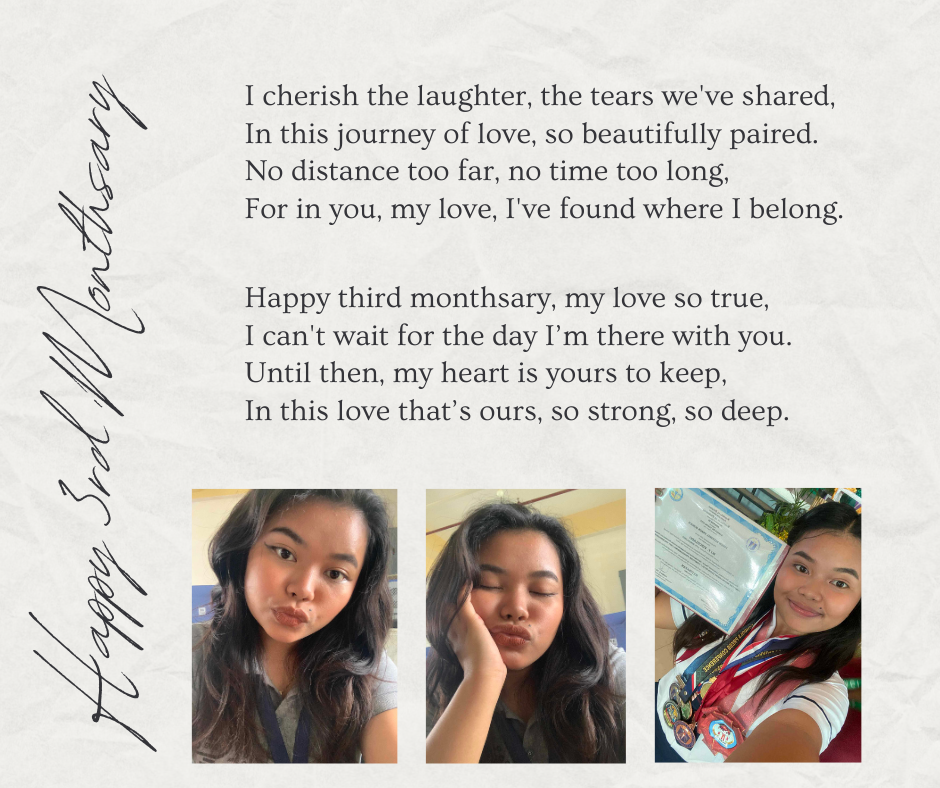 Happy 3rd Monthsary
I cherish the laughter, the tears we've shared,
In this journey of love, so beautifully paired.
No distance too far, no time too long,
For in you, my love, I've found where I belong.
Happy third monthsary, my love so true,
I can't wait for the day I’m there with you.
Until then, my heart is yours to keep,
In this love that’s ours, so strong, so deep.